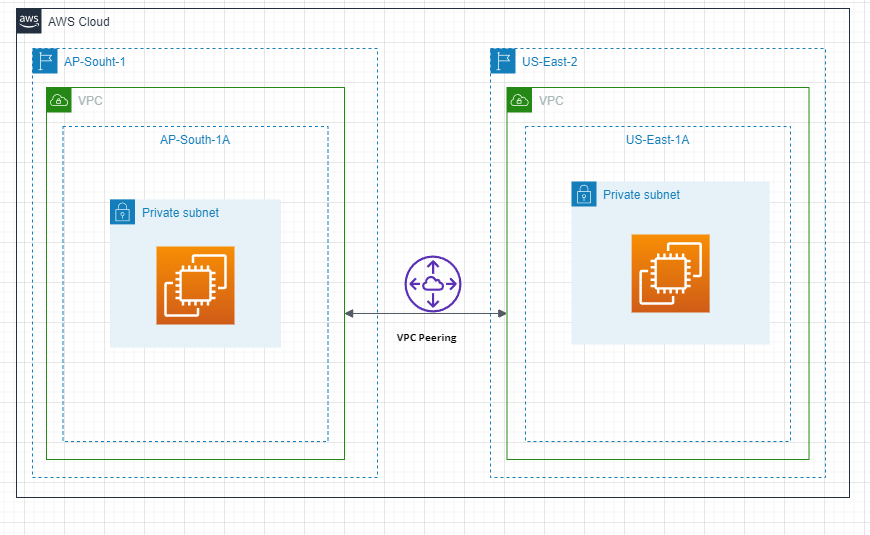 aws
AWS Cloud
AP-Souht-1
US-East-2
VPC
VPC
AP-South-1A
US-East-1A
Private subnet
Private subnet
VPC Peering